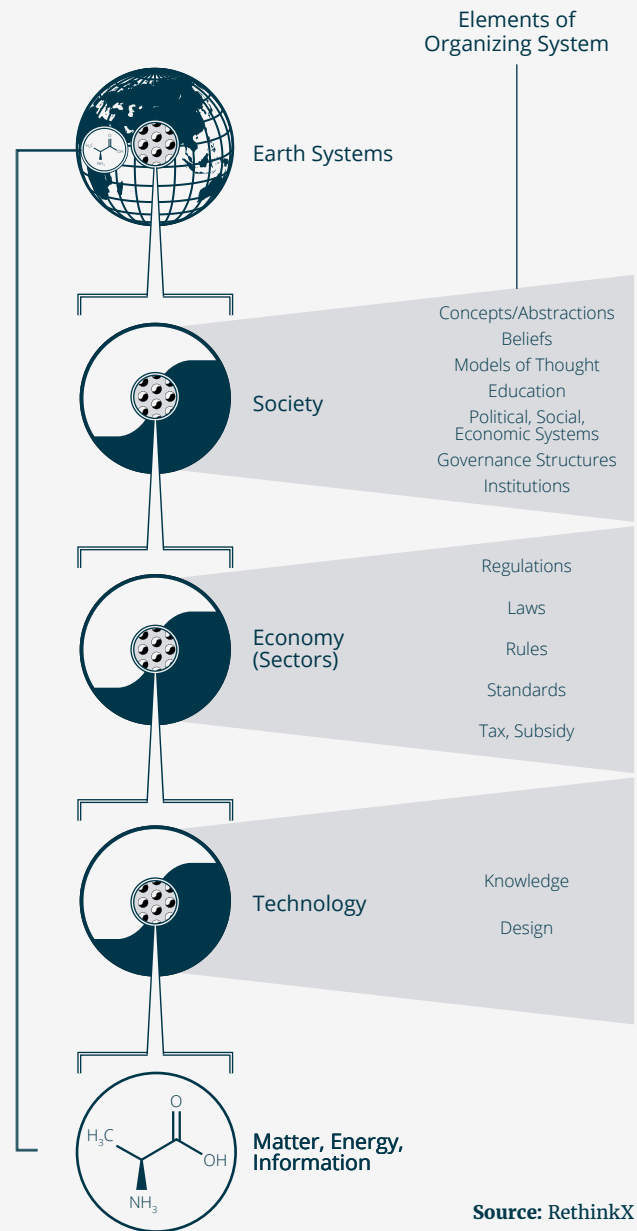 Elements of
Organizing System
Earth Systems
Society
Concepts/Abstractions
Beliefs
Models of Thought
Education
Political, Social,
Economic Systems
Governance Structures
Institutions
Economy
(Sectors)
Regulations
Laws
Rules
Standards
Tax, Subsidy
Technology
Knowledge
Design
O
H₃C
OH
NH₃
Matter, Energy,
Information
Source: RethinkX